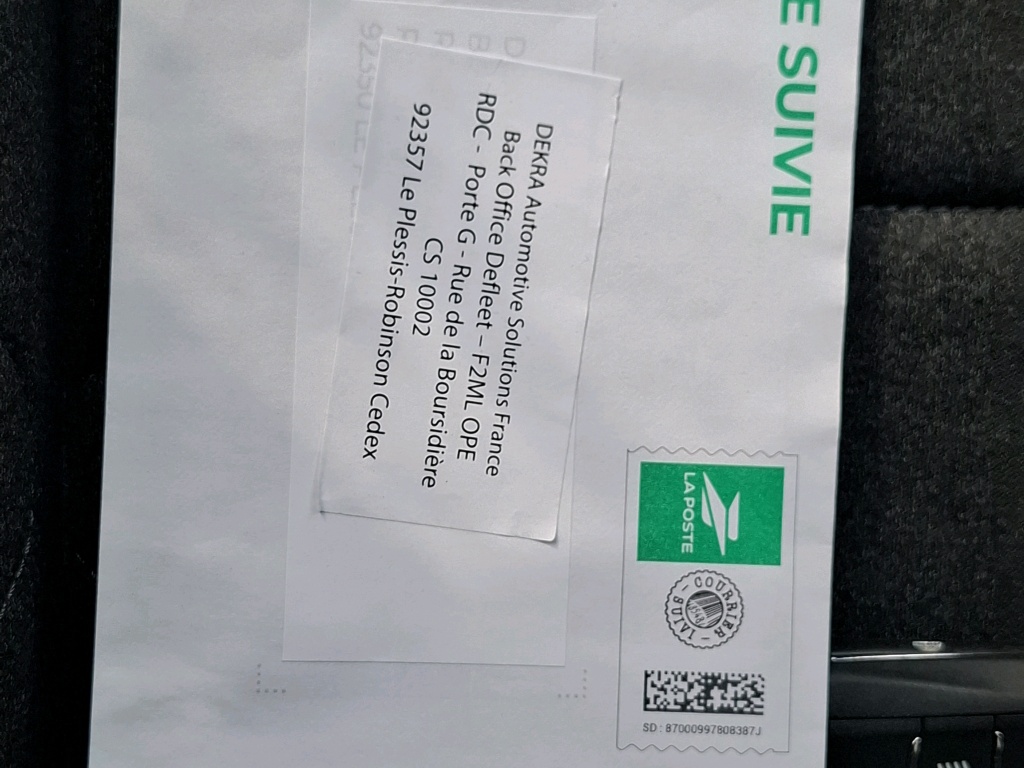 E SUIVIE
LA POSTE
COURRIER
SUIVI
SD : 87000997808387J
DEKRA Automotive Solutions France
Back Office Defleet – F2ML OPE
RDC - Porte G - Rue de la Boursidière
CS 10002
92357 Le Plessis-Robinson Cedex